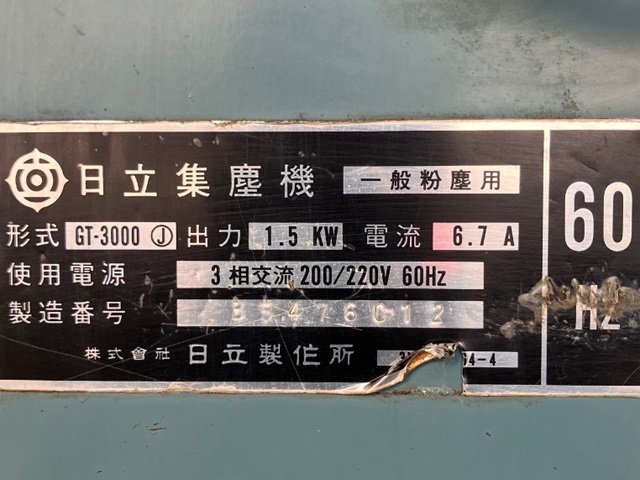 日立集塵機 一般粉塵用
形式 GT-3000 Ⓙ 出力 1.5 KW 電流 6.7 A
使用電源 3相交流 200/220V 60Hz
製造番号
株式會社 日立製作所
60
Hz